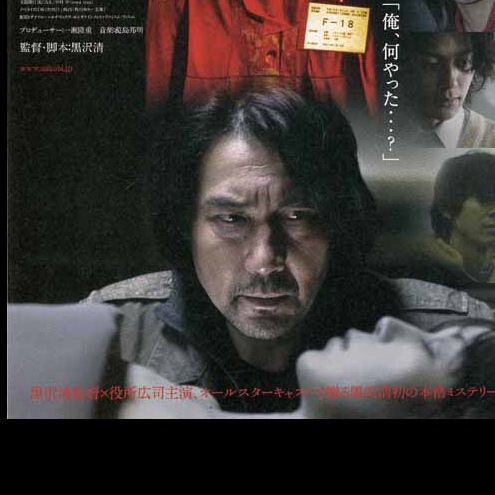 プロデューサー:一瀬隆重 音楽:配島邦明
監督・脚本:黒沢清
www.sakebi.jp
F-18
「俺、何やった・・・?」
黒沢清監督×役所広司主演、オールスターキャストで贈る黒沢清初の本格ミステリー